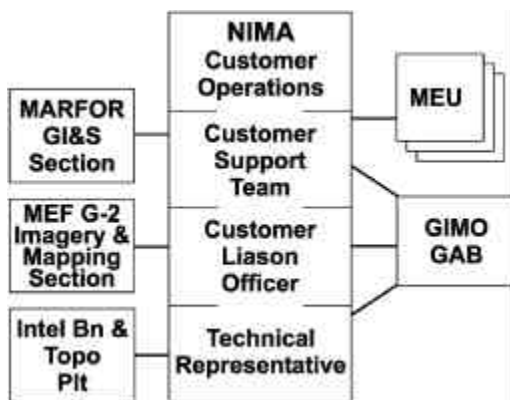 NIMA
Customer
Operations
MARFOR
GI&S
Section
Customer
Support
Team
MEU
MEF G-2
Imagery &
Mapping
Section
Customer
Liason
Officer
GIMO
GAB
Intel Bn &
Topo
Plt
Technical
Representative